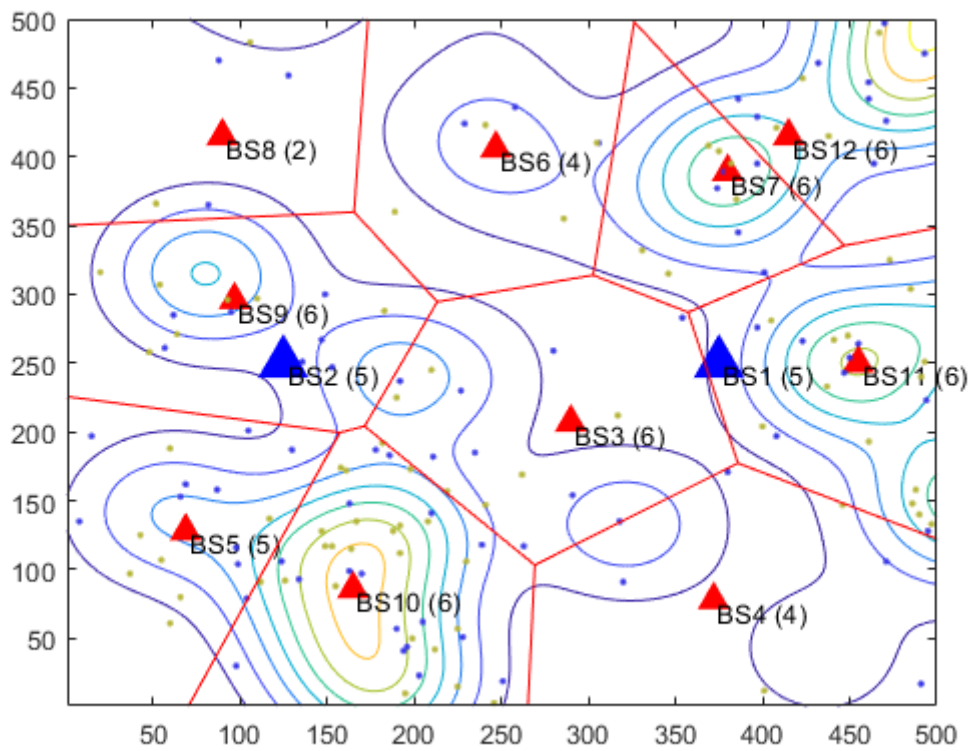 500
450
400
350
300
250
200
150
100
50
BS8 (2)
BS6 (4)
BS12 (6)
BS7 (6)
BS9 (6)
BS2 (5)
BS1 (5)
BS11 (6)
BS3 (6)
BS5 (5)
BS10 (6)
BS4 (4)
50 100 150 200 250 300 350 400 450 500